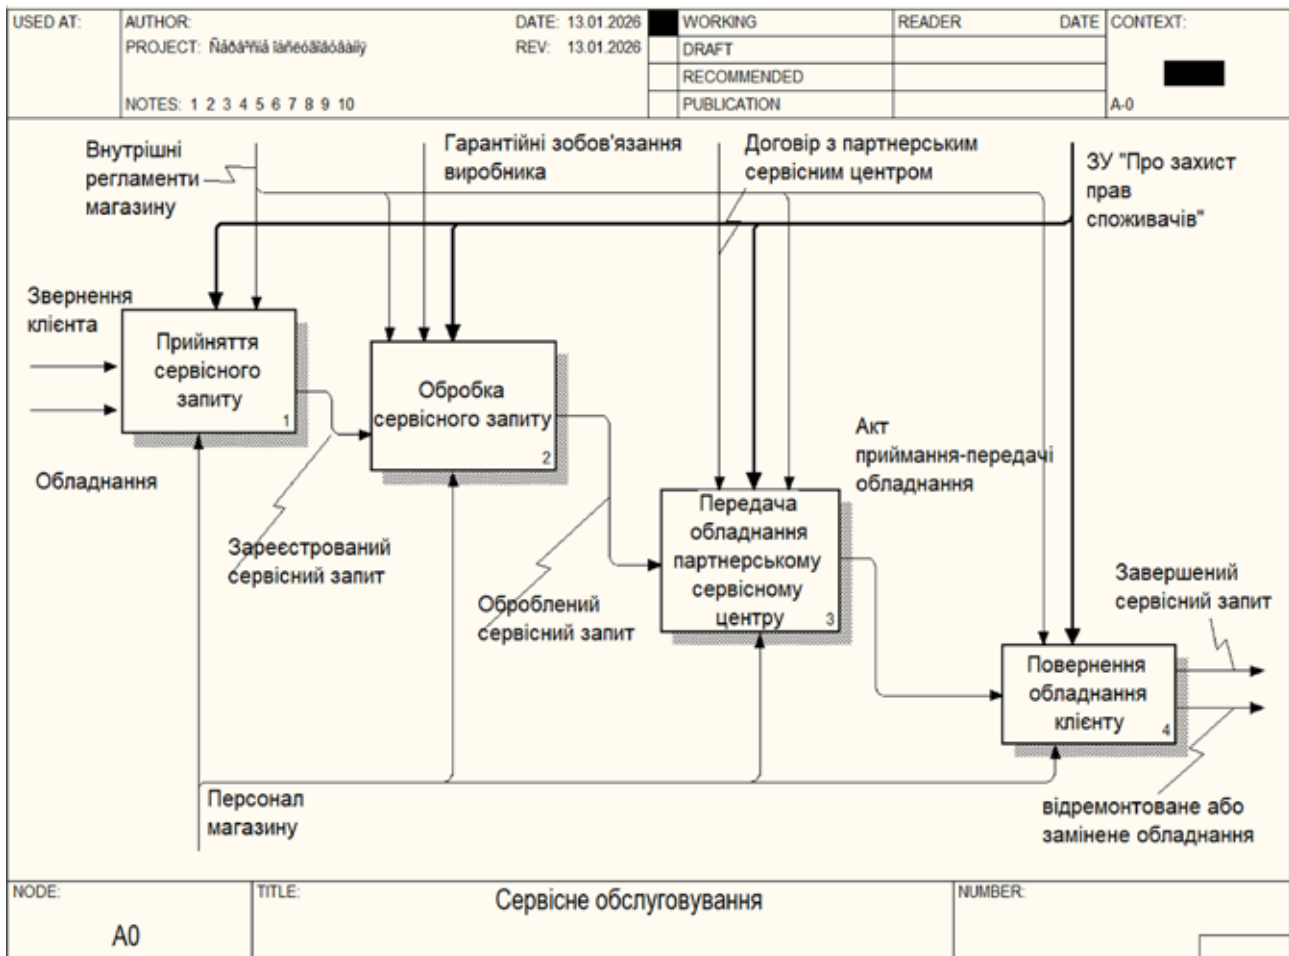 USED AT:
AUTHOR:
DATE: 13.01.2026
WORKING
READER
DATE
CONTEXT:
PROJECT: Ñåðâ³ñíå îáñëóãîâóâàííÿ
REV: 13.01.2026
DRAFT
RECOMMENDED
NOTES: 1 2 3 4 5 6 7 8 9 10
PUBLICATION
A-0
Внутрішні
регламенти
магазину
Гарантійні зобов'язання
виробника
Договір з партнерським
сервісним центром
ЗУ "Про захист
прав
споживачів"
Звернення
клієнта
Прийняття
сервісного
запиту
1
Обробка
сервісного запиту
2
Обладнання
Акт
приймання-передачі
обладнання
Передача
обладнання
партнерському
сервісному
центру
3
Зареєстрований
сервісний запит
Оброблений
сервісний запит
Завершений
сервісний запит
Повернення
обладнання
клієнту
4
Персонал
магазину
відремонтоване або
замінене обладнання
NODE:
TITLE:
Сервісне обслуговування
NUMBER:
A0